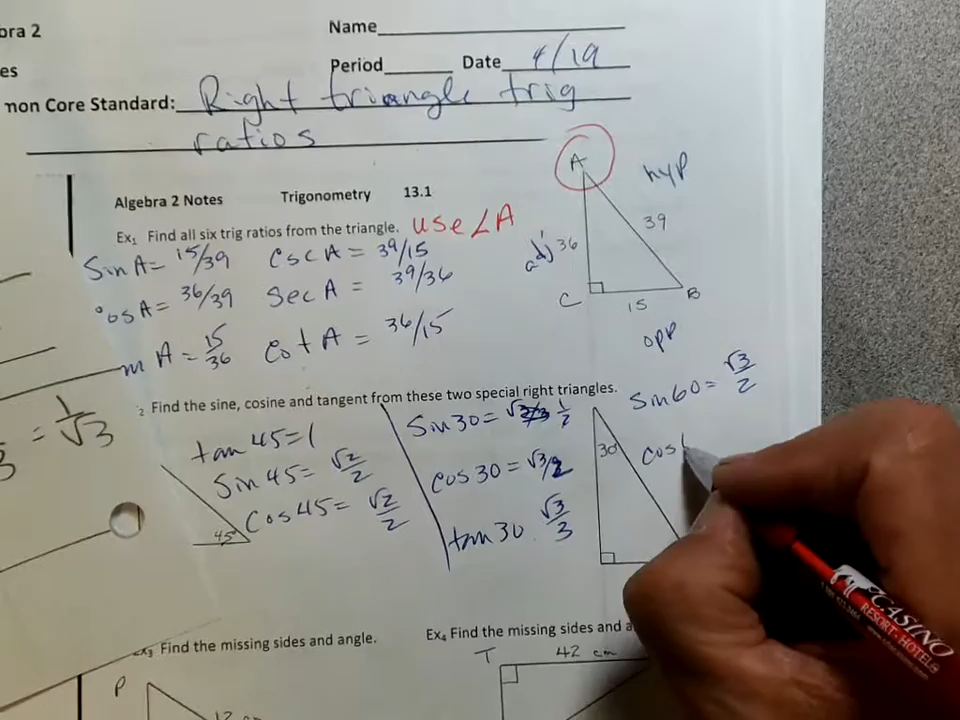 bra 2
Name
es
Period Date 4/19
mon Core Standard: Right triangle trig
ratios
Algebra 2 Notes Trigonometry 13.1
Ex1 Find all six trig ratios from the triangle. use ∠A
Sin A = 15/39 Csc A = 39/15
os A = 36/39 Sec A = 39/36
A = 15/36 Cot A = 36/15
A
hyp
39
adj 36
C
15
B
opp
2 Find the sine, cosine and tangent from these two special right triangles.
= 1/√3
3
tan 45 = 1
Sin 45 = √2/2
Cos 45 = √2/2
45°
Sin 30 = 1/2
Cos 30 = √3/2
tan 30 √3/3
30
Sin 60 = √3/2
cos
Ex3 Find the missing sides and angle.
P
12 cm
Ex4 Find the missing sides and a
T
42 cm
CASINO
RESORT • HOTELS